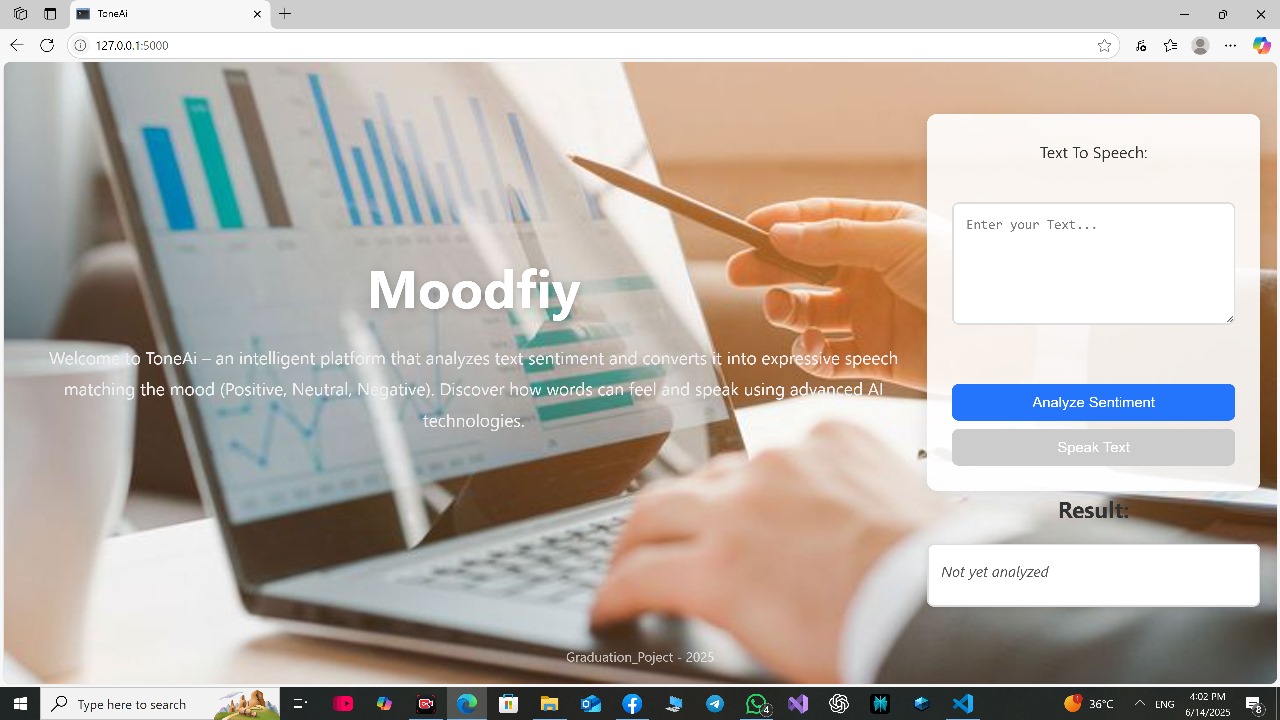 ToneAi
127.0.0.1:5000
Text To Speech:
Enter your Text...
Moodfiy
Welcome to ToneAi – an intelligent platform that analyzes text sentiment and converts it into expressive speech
matching the mood (Positive, Neutral, Negative). Discover how words can feel and speak using advanced AI
technologies.
Analyze Sentiment
Speak Text
Result:
Not yet analyzed
Graduation_Poject - 2025
Type here to search
4
36°C
ENG
4:02 PM
6/14/2025
6